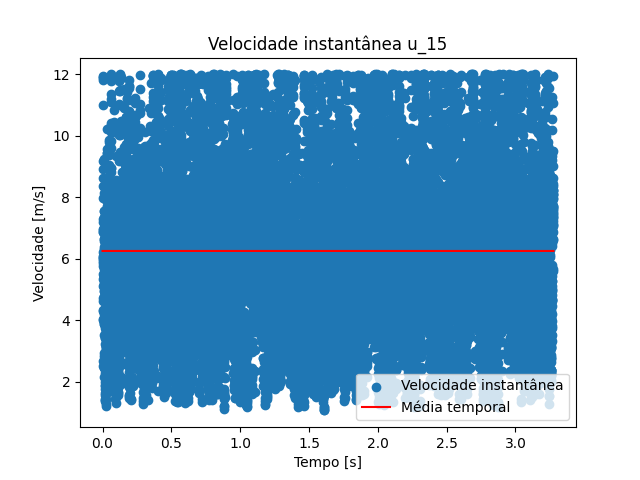 Velocidade instantânea u_15
Velocidade [m/s]
12
10
8
6
4
2
0.0 0.5 1.0 1.5 2.0 2.5 3.0
Tempo [s]
Velocidade instantânea
Média temporal